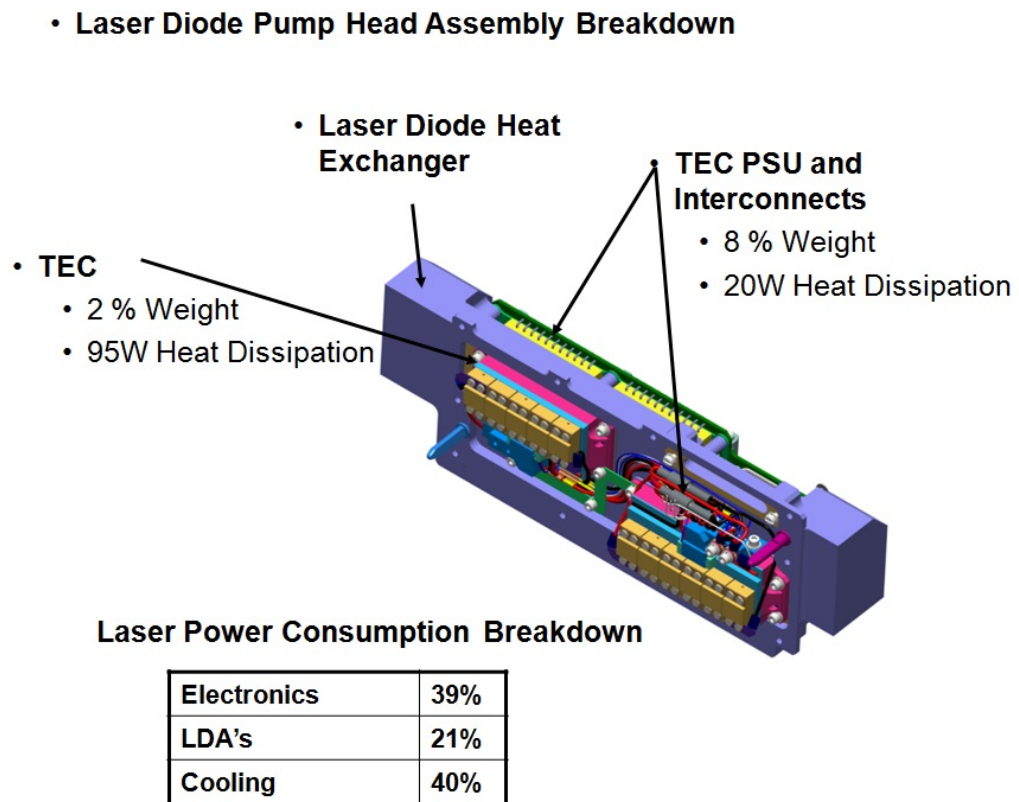 • Laser Diode Pump Head Assembly Breakdown
• Laser Diode Heat
Exchanger
• TEC PSU and
Interconnects
• 8 % Weight
• 20W Heat Dissipation
• TEC
• 2 % Weight
• 95W Heat Dissipation
Laser Power Consumption Breakdown
Electronics 39%
LDA's 21%
Cooling 40%